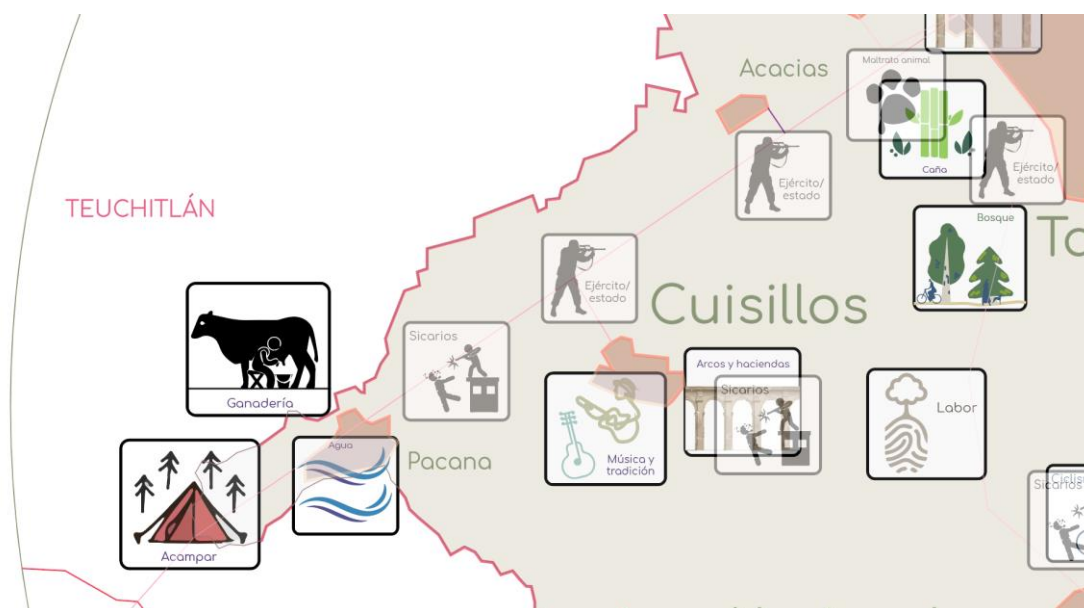 Acacias
Maltrato animal
Caña
Ejército/
estado
Ejército/
estado
TEUCHITLÁN
Bosque
Ejército/
estado
Cuisillos
Sicarios
Arcos y haciendas
Sicarios
Labor
Ganadería
Agua
Pacana
Música y
tradición
Sicarios
Acampar